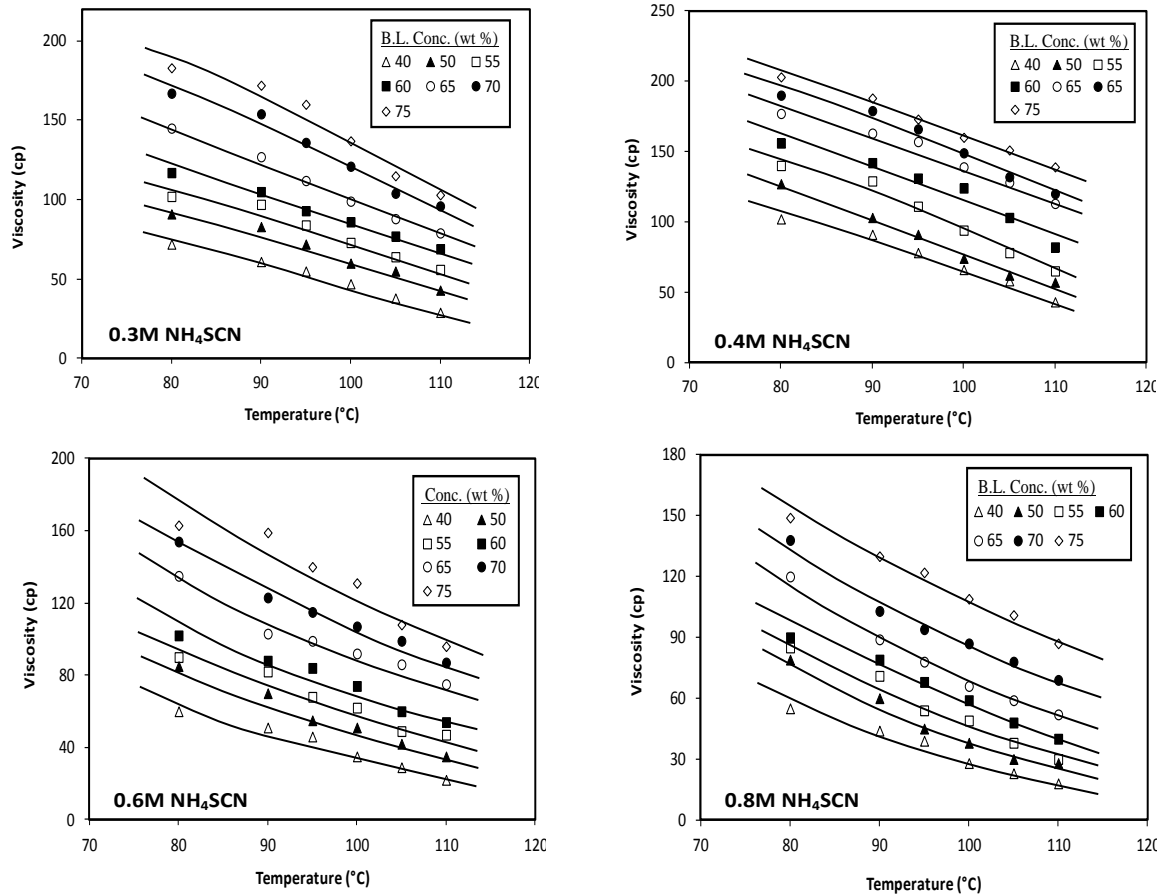 200
150
100
50
0
Viscosity (cp)
B.L. Conc. (wt %)
40 50 55
60 65 70
75
0.3M NH₄SCN
70 80 90 100 110 120
Temperature (°C)
250
200
150
100
50
0
Viscosity (cp)
B.L. Conc. (wt %)
40 50 55
60 65 65
75
0.4M NH₄SCN
70 80 90 100 110 120
Temperature (°C)
200
160
120
80
40
0
Viscosity (cp)
Conc. (wt %)
40 50
55 60
65 70
75
0.6M NH₄SCN
70 80 90 100 110 120
Temperature (°C)
180
150
120
90
60
30
0
Viscosity (cp)
B.L. Conc. (wt %)
40 50 55 60
65 70 75
0.8M NH₄SCN
70 80 90 100 110 120
Temperature (°C)